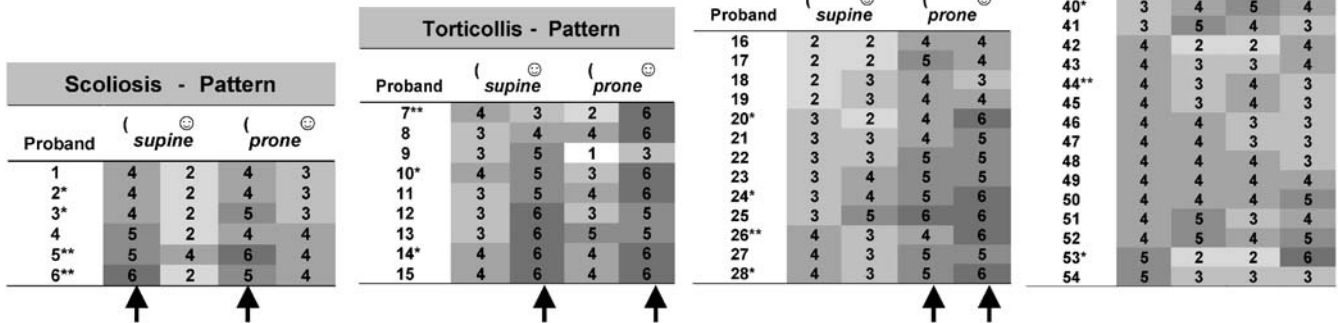 Scoliosis - Pattern
( ☺ ( ☺
Proband supine prone
1 4 2 4 3
2* 4 2 4 3
3* 4 2 5 3
4 5 2 4 4
5** 5 4 6 4
6** 6 2 5 4
Torticollis - Pattern
( ☺ ( ☺
Proband supine prone
7** 4 3 2 6
8 3 4 4 6
9 3 5 1 3
10* 4 5 3 6
11 3 5 4 6
12 3 6 3 5
13 3 6 5 5
14* 4 6 4 6
15 4 6 4 6
Proband supine prone
16 2 2 4 4
17 2 2 5 4
18 2 3 4 3
19 2 3 4 4
20* 3 2 4 6
21 3 3 4 5
22 3 3 5 5
23 3 4 5 5
24* 3 4 5 6
25 3 5 6 6
26** 4 3 4 6
27 4 3 5 5
28* 4 3 5 6
40* 3 4 5 4
41 3 5 4 3
42 4 2 2 4
43 4 3 3 4
44** 4 3 4 3
45 4 3 4 3
46 4 4 3 3
47 4 4 3 3
48 4 4 4 4
49 4 4 4 4
50 4 4 4 5
51 4 5 3 4
52 4 5 4 5
53* 5 2 2 6
54 5 3 3 3